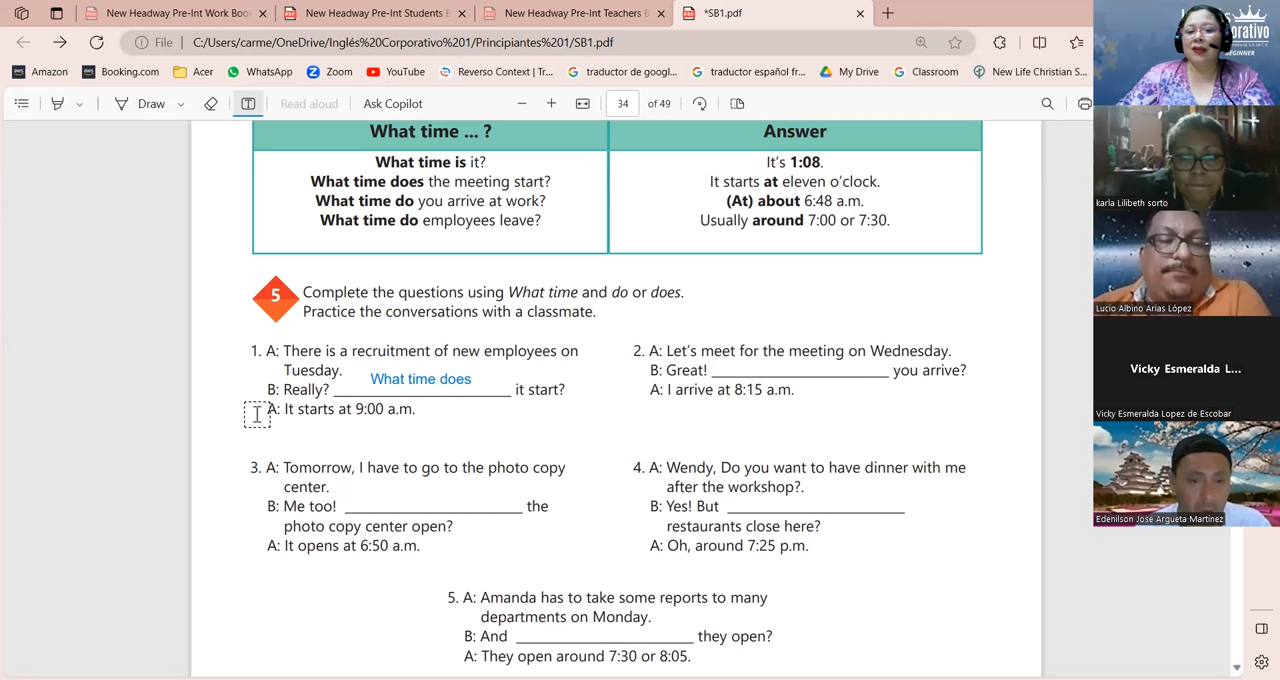 New Headway Pre-Int Work Boo
New Headway Pre-Int Students B
New Headway Pre-Int Teachers B
*SB1.pdf
File
C:/Users/carme/OneDrive/Inglés%20Corporativo%201/Principiantes%201/SB1.pdf
Amazon
Booking.com
Acer
WhatsApp
Zoom
YouTube
Reverso Context | Tr...
traductor de googl...
traductor español fr...
My Drive
Classroom
New Life Christian S...
Draw
Read aloud
Ask Copilot
34
of 49
What time ... ?
Answer
What time is it?
It's 1:08.
What time does the meeting start?
It starts at eleven o'clock.
What time do you arrive at work?
(At) about 6:48 a.m.
What time do employees leave?
Usually around 7:00 or 7:30.
5
Complete the questions using What time and do or does.
Practice the conversations with a classmate.
1. A: There is a recruitment of new employees on
Tuesday.
What time does
B: Really? ______________________ it start?
A: It starts at 9:00 a.m.
2. A: Let's meet for the meeting on Wednesday.
B: Great! ______________________ you arrive?
A: I arrive at 8:15 a.m.
3. A: Tomorrow, I have to go to the photo copy
center.
B: Me too! ______________________ the
photo copy center open?
A: It opens at 6:50 a.m.
4. A: Wendy, Do you want to have dinner with me
after the workshop?.
B: Yes! But ______________________
restaurants close here?
A: Oh, around 7:25 p.m.
5. A: Amanda has to take some reports to many
departments on Monday.
B: And ______________________ they open?
A: They open around 7:30 or 8:05.
BEGINNER
karla Lilibeth sorto
Lucio Albino Arias López
Vicky Esmeralda L...
Vicky Esmeralda Lopez de Escobar
Edenilson Jose Argueta Martinez